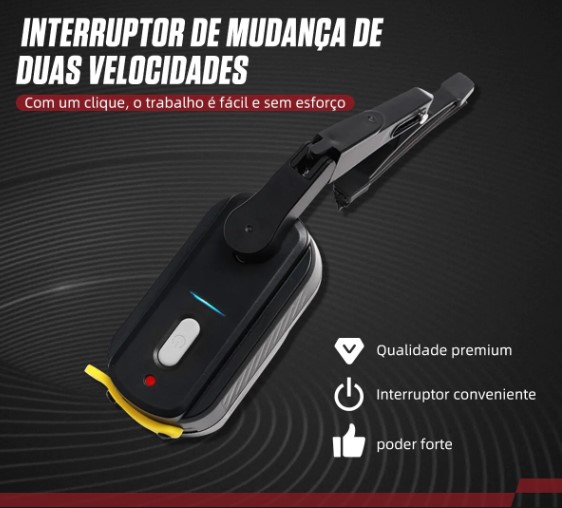 INTERRUPTOR DE MUDANÇA DE
DUAS VELOCIDADES
Com um clique, o trabalho é fácil e sem esforço
Qualidade premium
Interruptor conveniente
poder forte